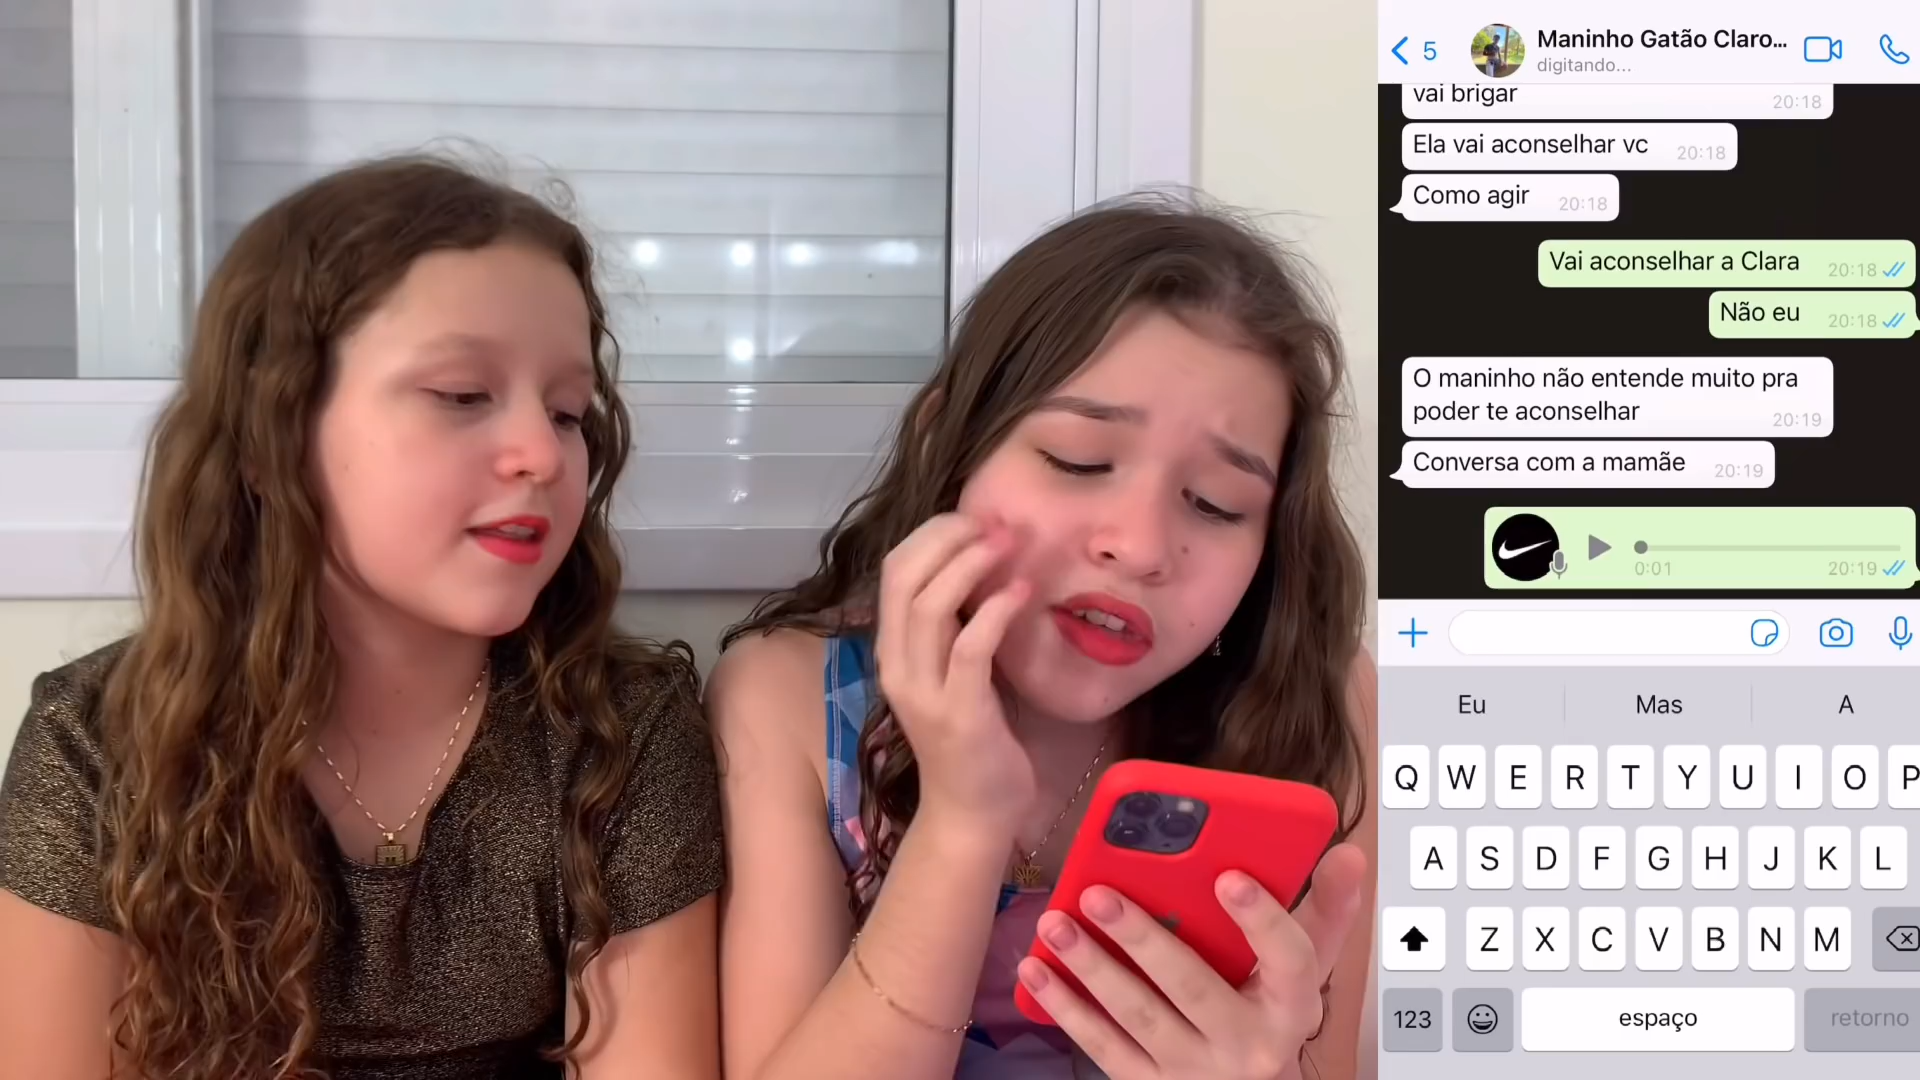 5
Maninho Gatão Claro...
digitando...
vai brigar
20:18
Ela vai aconselhar vc 20:18
Como agir 20:18
Vai aconselhar a Clara 20:18
Não eu 20:18
O maninho não entende muito pra
poder te aconselhar 20:19
Conversa com a mamãe 20:19
0:01 20:19
Eu Mas A
Q W E R T Y U I O P
A S D F G H J K L
Z X C V B N M
123 espaço retorno